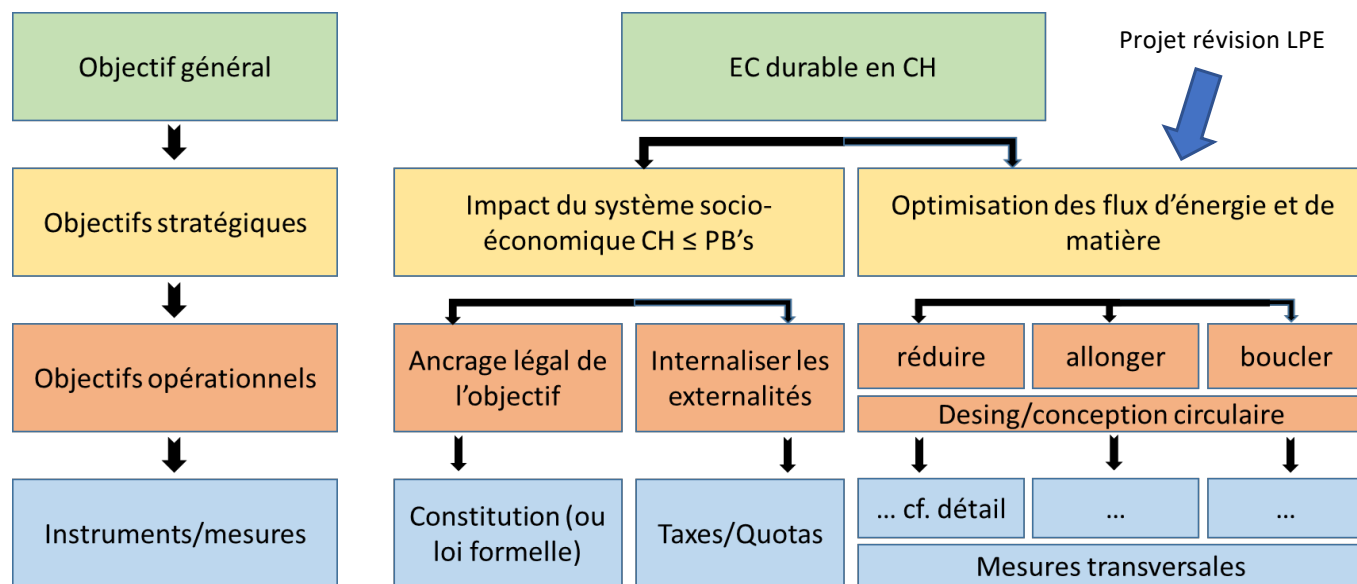 Objectif général
EC durable en CH
Projet révision LPE
Objectifs stratégiques
Impact du système socio-
économique CH ≤ PB’s
Optimisation des flux d’énergie et de
matière
Objectifs opérationnels
Ancrage légal de
l’objectif
Internaliser les
externalités
réduire
allonger
boucler
Desing/conception circulaire
Instruments/mesures
Constitution (ou
loi formelle)
Taxes/Quotas
... cf. détail
...
...
Mesures transversales